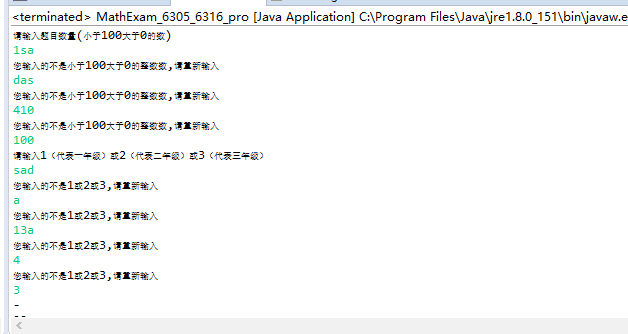 <terminated> MathExam_6305_6316_pro [Java Application] C:\Program Files\Java\jre1.8.0_151\bin\javaw.e
请输入题目数量(小于100大于0的数)
1sa
您输入的不是小于100大于0的整数数,请重新输入
das
您输入的不是小于100大于0的整数数,请重新输入
410
您输入的不是小于100大于0的整数数,请重新输入
100
请输入1（代表一年级）或2（代表二年级）或3（代表三年级）
sad
您输入的不是1或2或3,请重新输入
a
您输入的不是1或2或3,请重新输入
13a
您输入的不是1或2或3,请重新输入
4
您输入的不是1或2或3,请重新输入
3
-